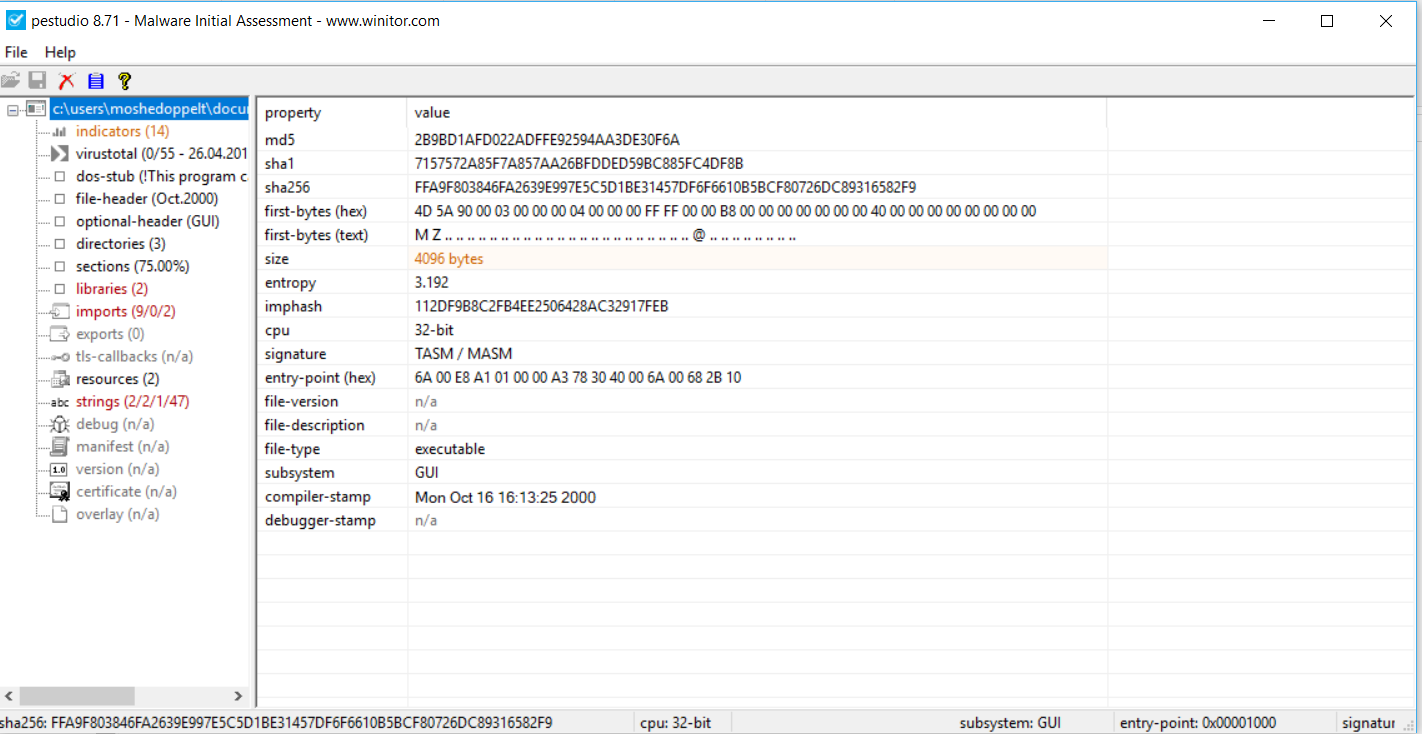 pestudio 8.71 - Malware Initial Assessment - www.winitor.com
File Help
c:\users\moshedoppelt\docu
indicators (14)
virustotal (0/55 - 26.04.201
dos-stub (!This program c
file-header (Oct.2000)
optional-header (GUI)
directories (3)
sections (75.00%)
libraries (2)
imports (9/0/2)
exports (0)
tls-callbacks (n/a)
resources (2)
abc strings (2/2/1/47)
debug (n/a)
manifest (n/a)
1.0 version (n/a)
certificate (n/a)
overlay (n/a)
property value
md5 2B9BD1AFD022ADFFE92594AA3DE30F6A
sha1 7157572A85F7A857AA26BFDDED59BC885FC4DF8B
sha256 FFA9F803846FA2639E997E5C5D1BE31457DF6F6610B5BCF80726DC89316582F9
first-bytes (hex) 4D 5A 90 00 03 00 00 00 04 00 00 00 FF FF 00 00 B8 00 00 00 00 00 00 00 40 00 00 00 00 00 00 00 00
first-bytes (text) M Z .. .. .. .. .. .. .. .. .. .. .. .. .. .. .. .. .. .. .. .. .. .. @ .. .. .. .. .. .. .. ..
size 4096 bytes
entropy 3.192
imphash 112DF9B8C2FB4EE2506428AC32917FEB
cpu 32-bit
signature TASM / MASM
entry-point (hex) 6A 00 E8 A1 01 00 00 A3 78 30 40 00 6A 00 68 2B 10
file-version n/a
file-description n/a
file-type executable
subsystem GUI
compiler-stamp Mon Oct 16 16:13:25 2000
debugger-stamp n/a
sha256: FFA9F803846FA2639E997E5C5D1BE31457DF6F6610B5BCF80726DC89316582F9 cpu: 32-bit subsystem: GUI entry-point: 0x00001000 signatur